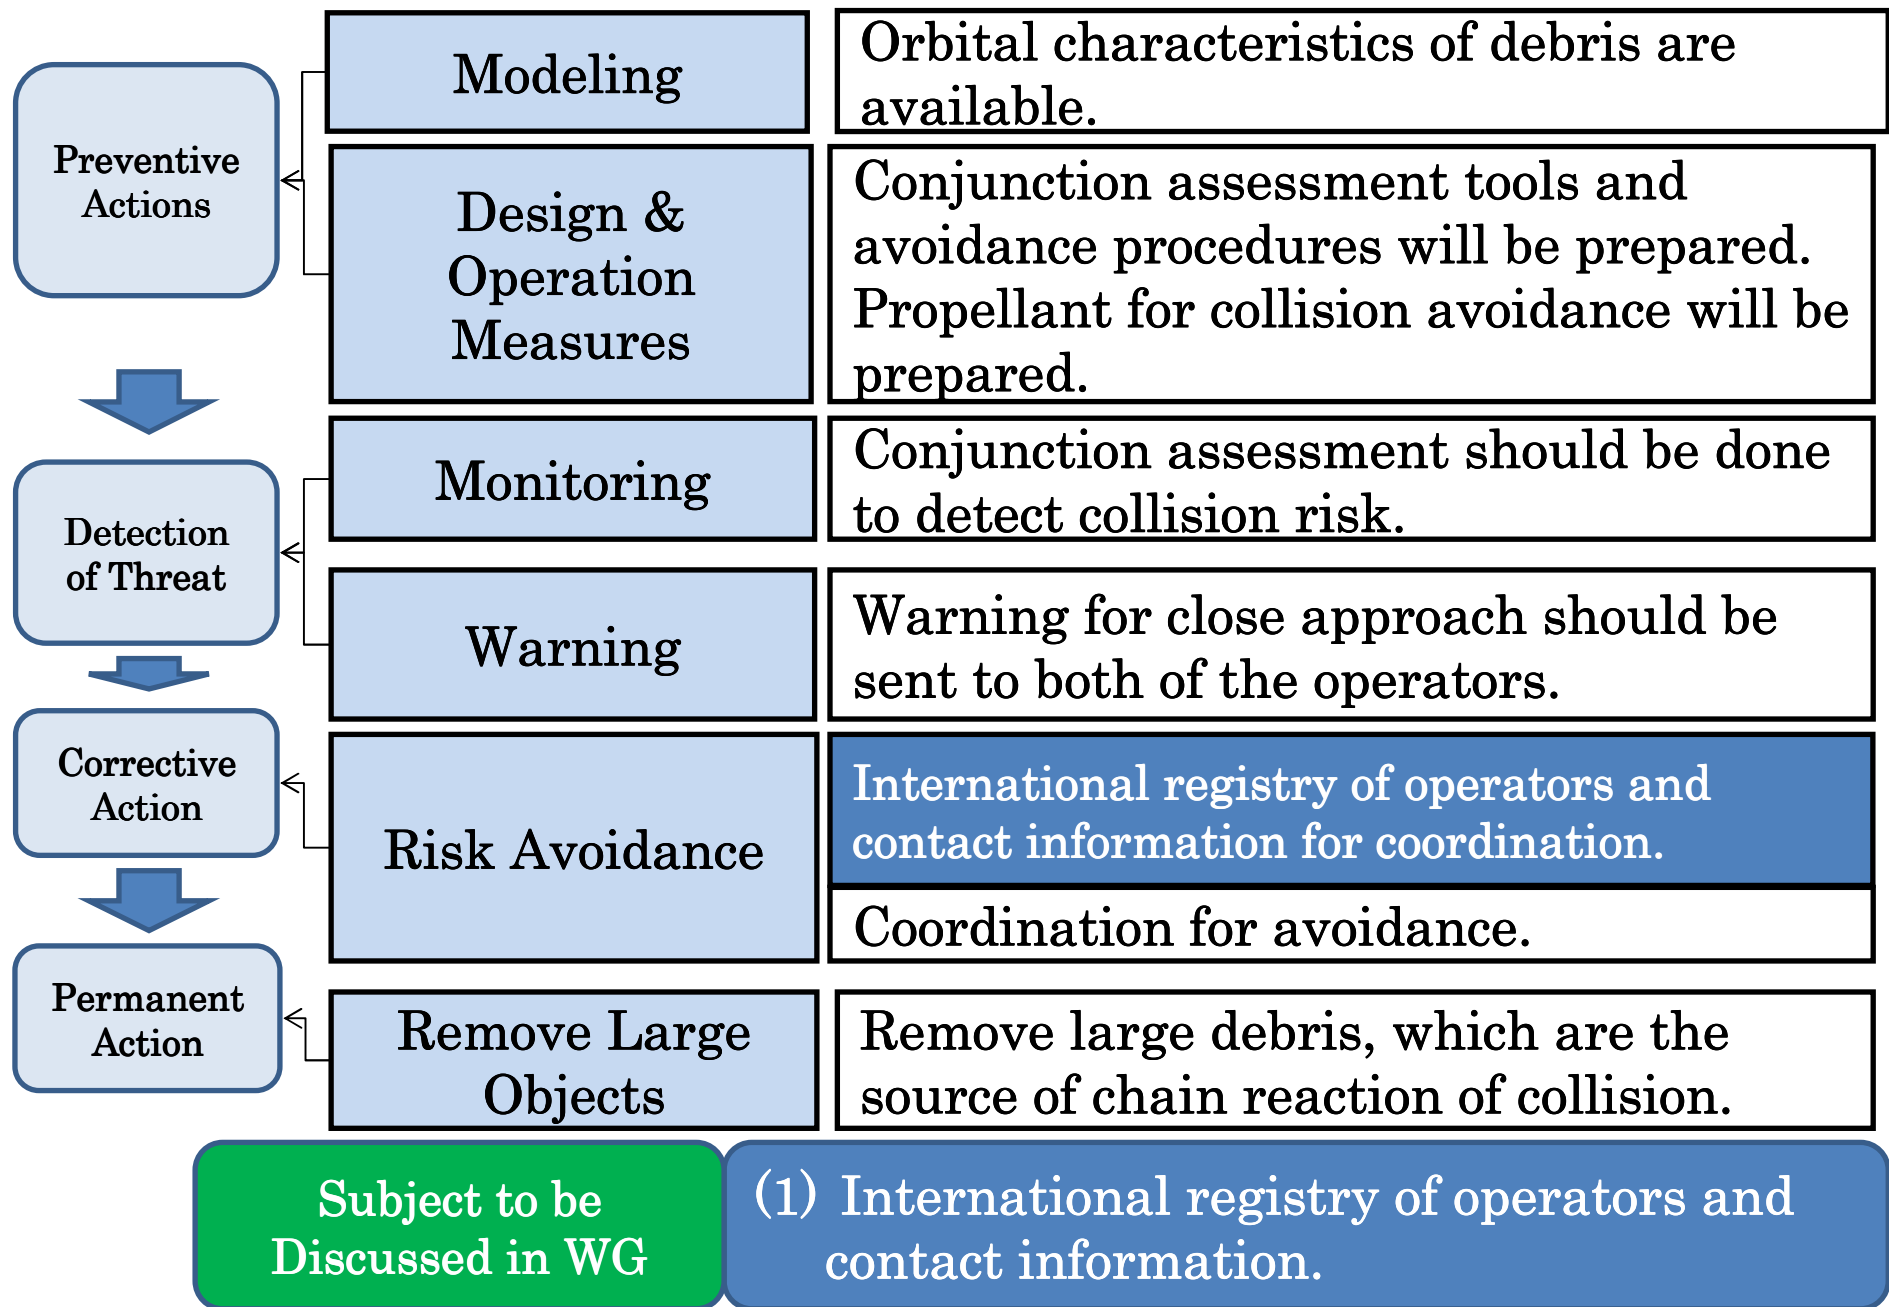 Preventive
Actions
Modeling
Orbital characteristics of debris are
available.
Design &
Operation
Measures
Conjunction assessment tools and
avoidance procedures will be prepared.
Propellant for collision avoidance will be
prepared.
Detection
of Threat
Monitoring
Conjunction assessment should be done
to detect collision risk.
Warning
Warning for close approach should be
sent to both of the operators.
Corrective
Action
Risk Avoidance
International registry of operators and
contact information for coordination.
Coordination for avoidance.
Permanent
Action
Remove Large
Objects
Remove large debris, which are the
source of chain reaction of collision.
Subject to be
Discussed in WG
(1) International registry of operators and
contact information.